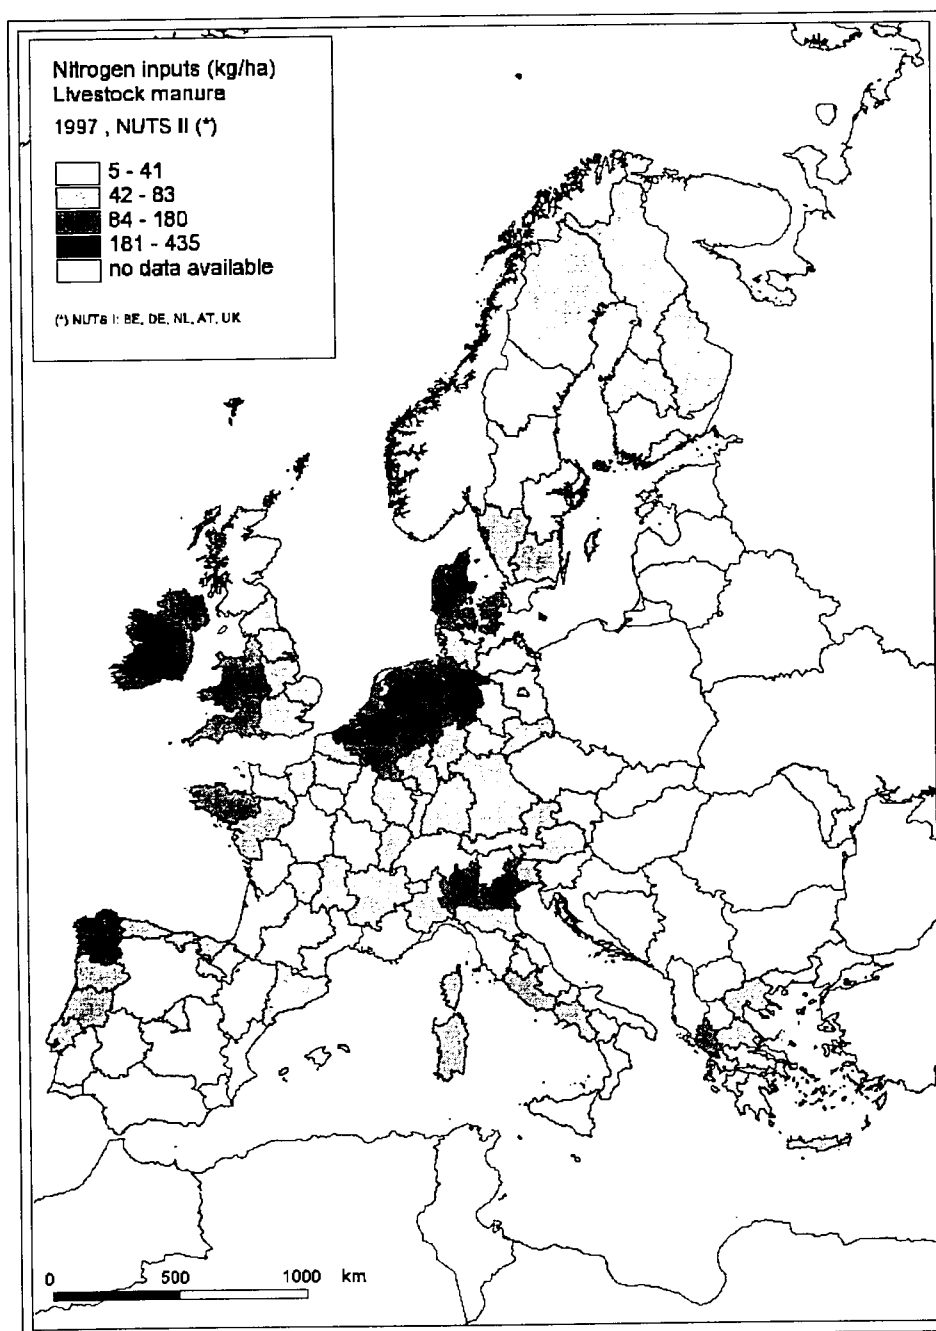 Nitrogen inputs (kg/ha)
Livestock manure
1997 , NUTS II (*)
5 - 41
42 - 83
84 - 180
181 - 435
no data available
(*) NUTS I: BE, DE, NL, AT, UK
0 500 1000 km